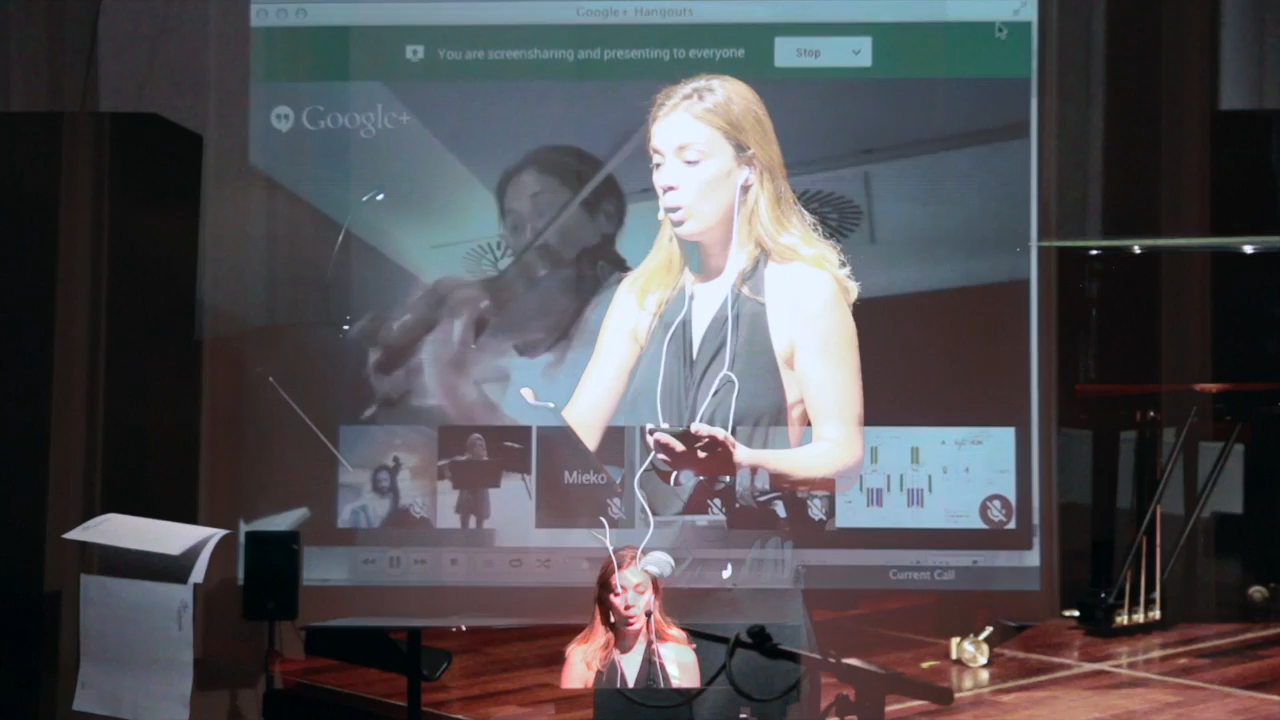 Google+ Hangouts
You are screensharing and presenting to everyone
Stop
Google+
Mieko
Current Call